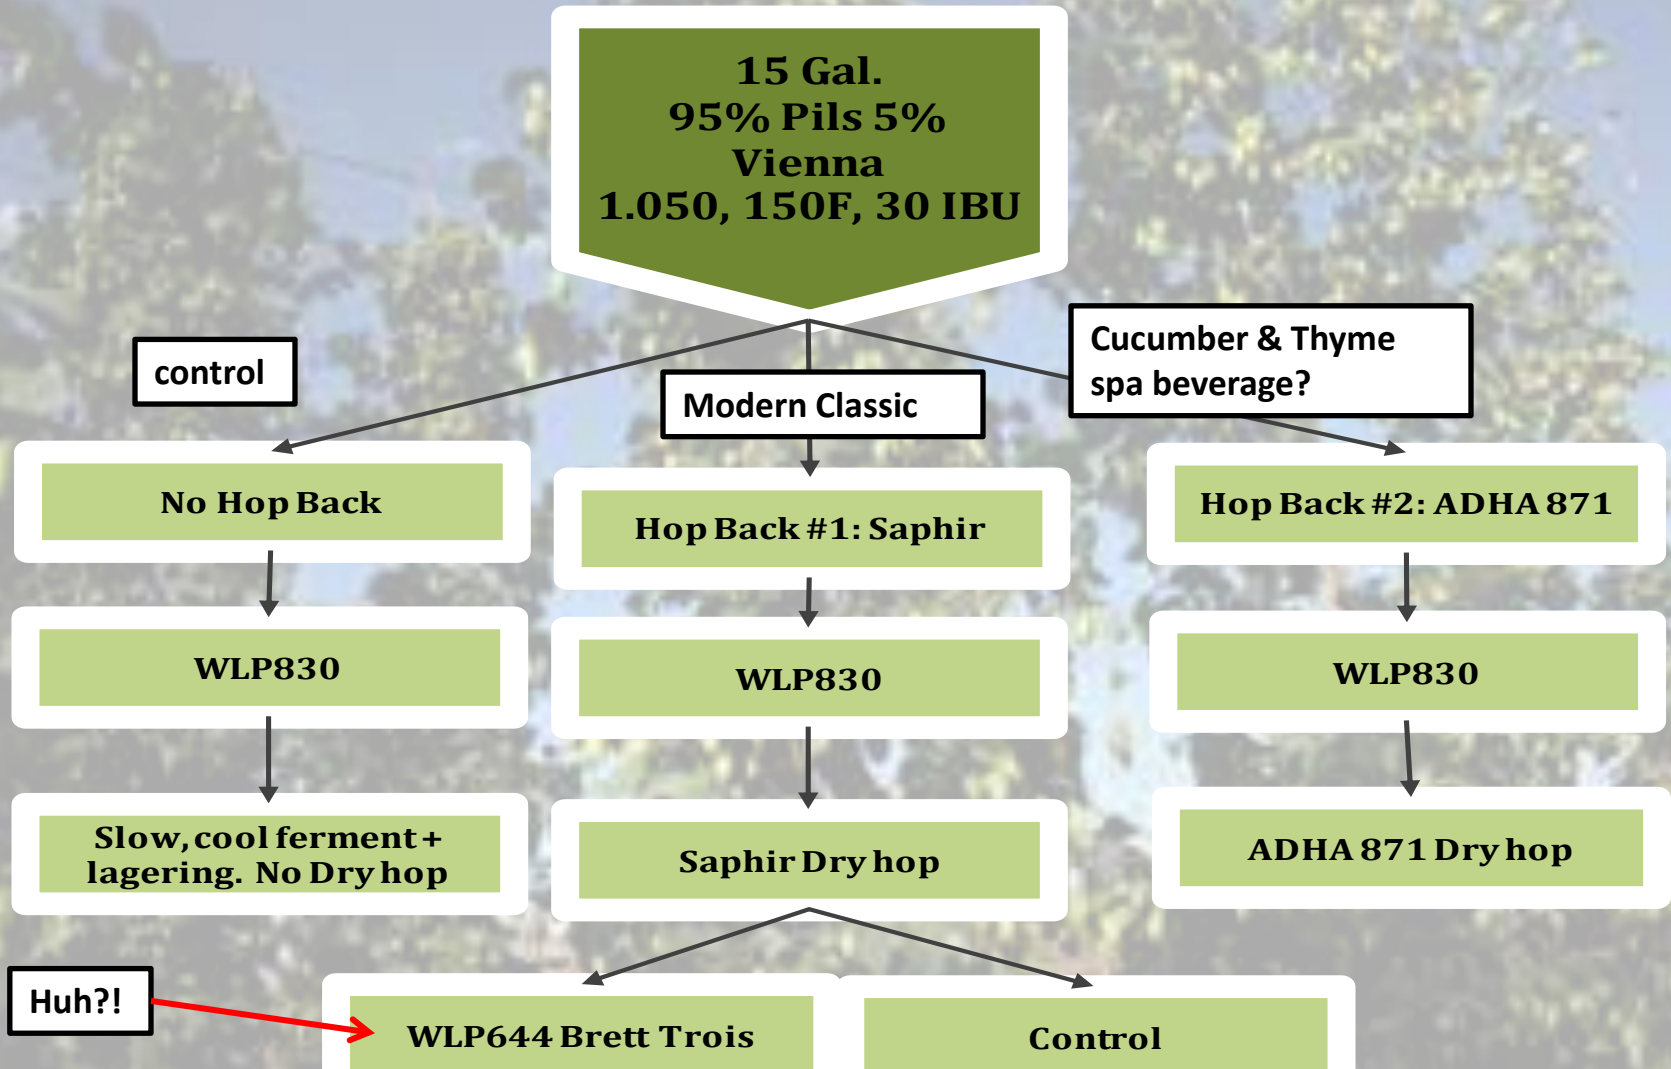 15 Gal.
95% Pils 5%
Vienna
1.050, 150F, 30 IBU
control
Modern Classic
Cucumber & Thyme
spa beverage?
No Hop Back
Hop Back #1: Saphir
Hop Back #2: ADHA 871
WLP830
WLP830
WLP830
Slow, cool ferment +
lagering. No Dry hop
Saphir Dry hop
ADHA 871 Dry hop
Huh?!
WLP644 Brett Trois
Control